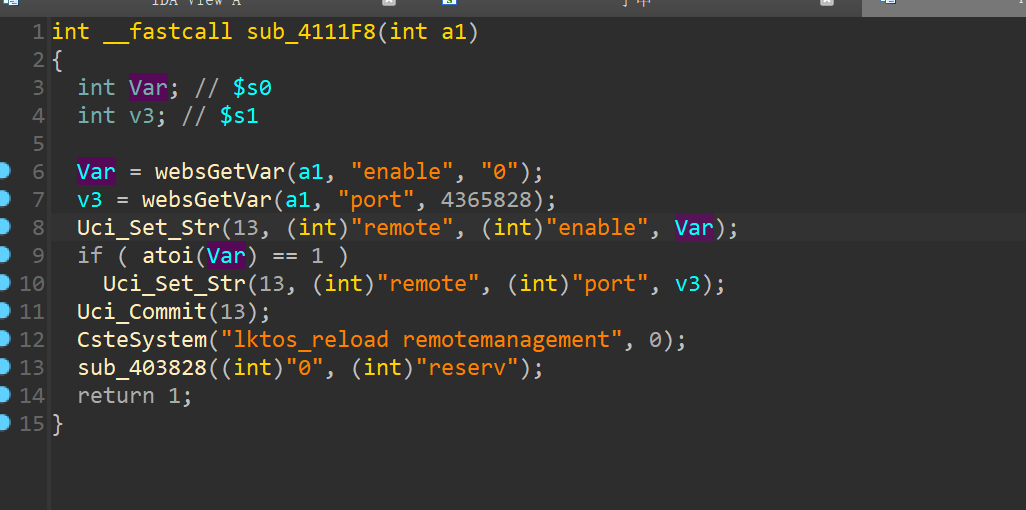 IDA View A
1 int __fastcall sub_4111F8(int a1)
2 {
3   int Var; // $s0
4   int v3; // $s1
5
6   Var = websGetVar(a1, "enable", "0");
7   v3 = websGetVar(a1, "port", 4365828);
8   Uci_Set_Str(13, (int)"remote", (int)"enable", Var);
9   if ( atoi(Var) == 1 )
10     Uci_Set_Str(13, (int)"remote", (int)"port", v3);
11   Uci_Commit(13);
12   CsteSystem("lktos_reload remotemanagement", 0);
13   sub_403828((int)"0", (int)"reserv");
14   return 1;
15 }